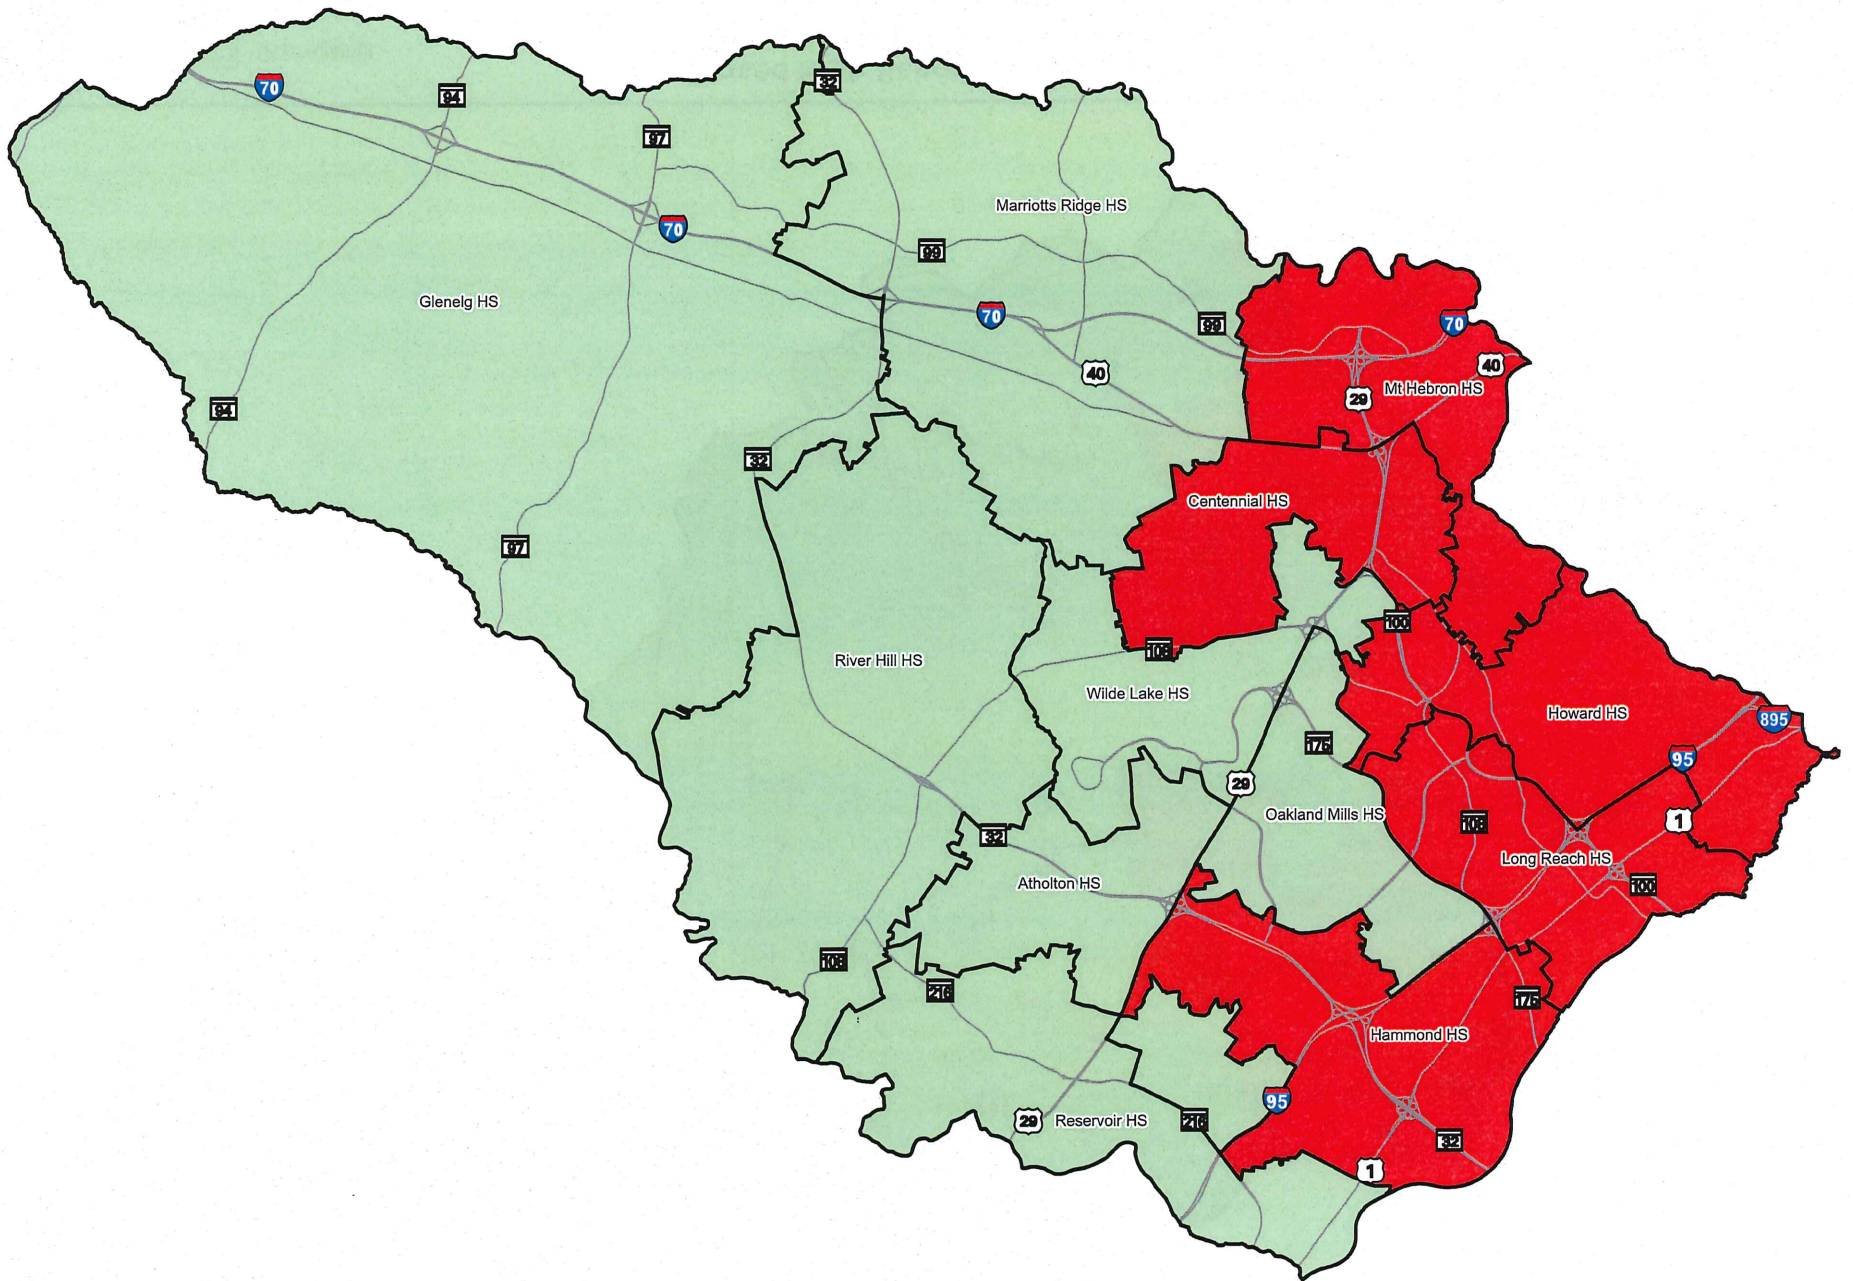 32
70
94
97
Marriotts Ridge HS
70
99
Glenelg HS
70
99
70
40
40
Mt Hebron HS
29
94
32
Centennial HS
97
100
108
River Hill HS
Wilde Lake HS
Howard HS
895
175
95
29
Oakland Mills HS
1
108
32
Long Reach HS
Atholton HS
100
108
216
175
Hammond HS
95
29
Reservoir HS
216
32
1